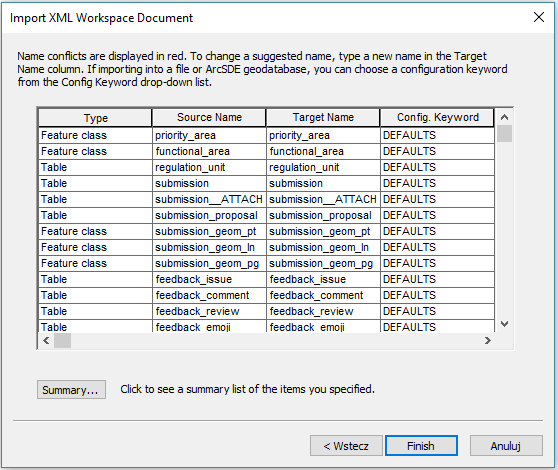 Import XML Workspace Document
Name conflicts are displayed in red. To change a suggested name, type a new name in the Target
Name column. If importing into a file or ArcSDE geodatabase, you can choose a configuration keyword
from the Config Keyword drop-down list.
Type Source Name Target Name Config. Keyword
Feature class priority_area priority_area DEFAULTS
Feature class functional_area functional_area DEFAULTS
Table regulation_unit regulation_unit DEFAULTS
Table submission submission DEFAULTS
Table submission__ATTACH submission__ATTACH DEFAULTS
Table submission_proposal submission_proposal DEFAULTS
Feature class submission_geom_pt submission_geom_pt DEFAULTS
Feature class submission_geom_ln submission_geom_ln DEFAULTS
Feature class submission_geom_pg submission_geom_pg DEFAULTS
Table feedback_issue feedback_issue DEFAULTS
Table feedback_comment feedback_comment DEFAULTS
Table feedback_review feedback_review DEFAULTS
Table feedback_emoji feedback_emoji DEFAULTS
Summary... Click to see a summary list of the items you specified.
< Wstecz Finish Anuluj